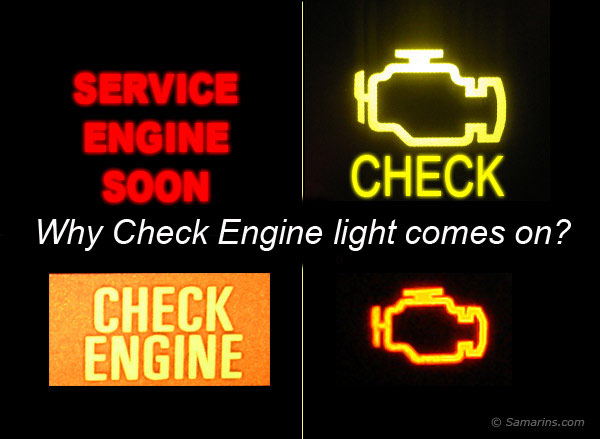 SERVICE
ENGINE
SOON
CHECK
Why Check Engine light comes on?
CHECK
ENGINE
© Samarins.com